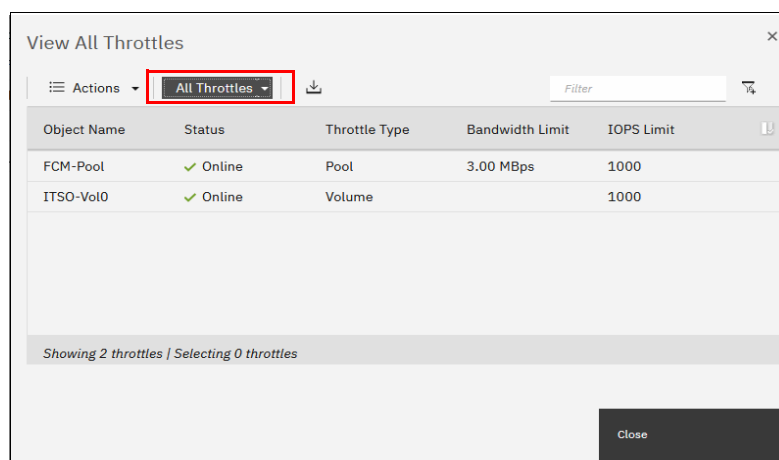 View All Throttles
Actions All Throttles Filter
Object Name Status Throttle Type Bandwidth Limit IOPS Limit
FCM-Pool Online Pool 3.00 MBps 1000
ITSO-Vol0 Online Volume 1000
Showing 2 throttles | Selecting 0 throttles
Close